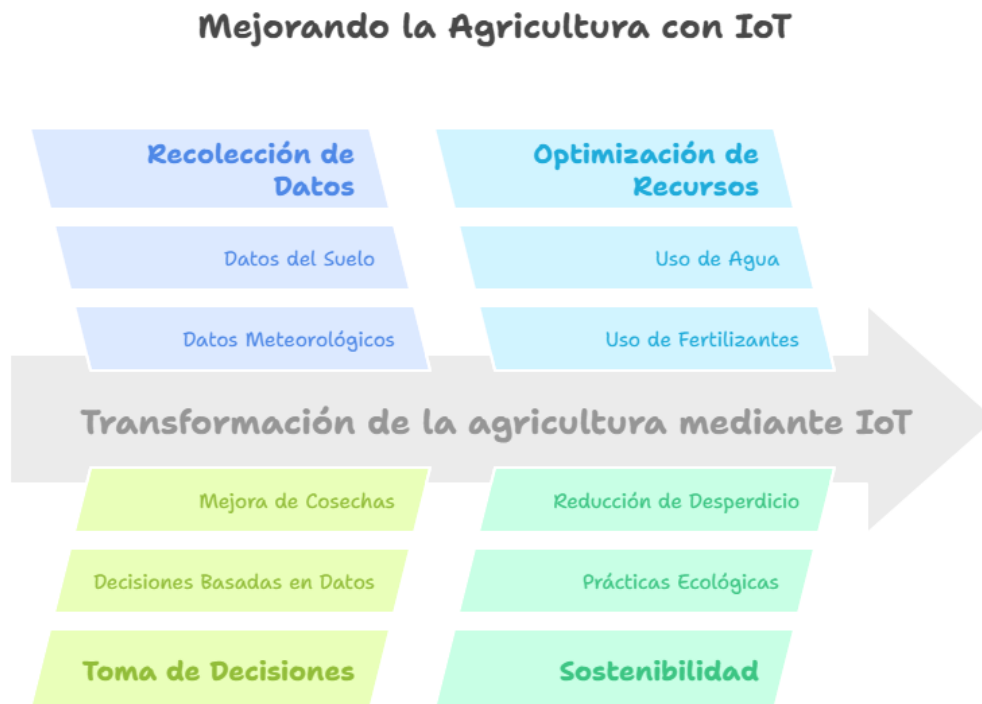 Mejorando la Agricultura con IoT
Recolección de
Datos
Datos del Suelo
Datos Meteorológicos
Optimización de
Recursos
Uso de Agua
Uso de Fertilizantes
Transformación de la agricultura mediante IoT
Mejora de Cosechas
Decisiones Basadas en Datos
Toma de Decisiones
Reducción de Desperdicio
Prácticas Ecológicas
Sostenibilidad